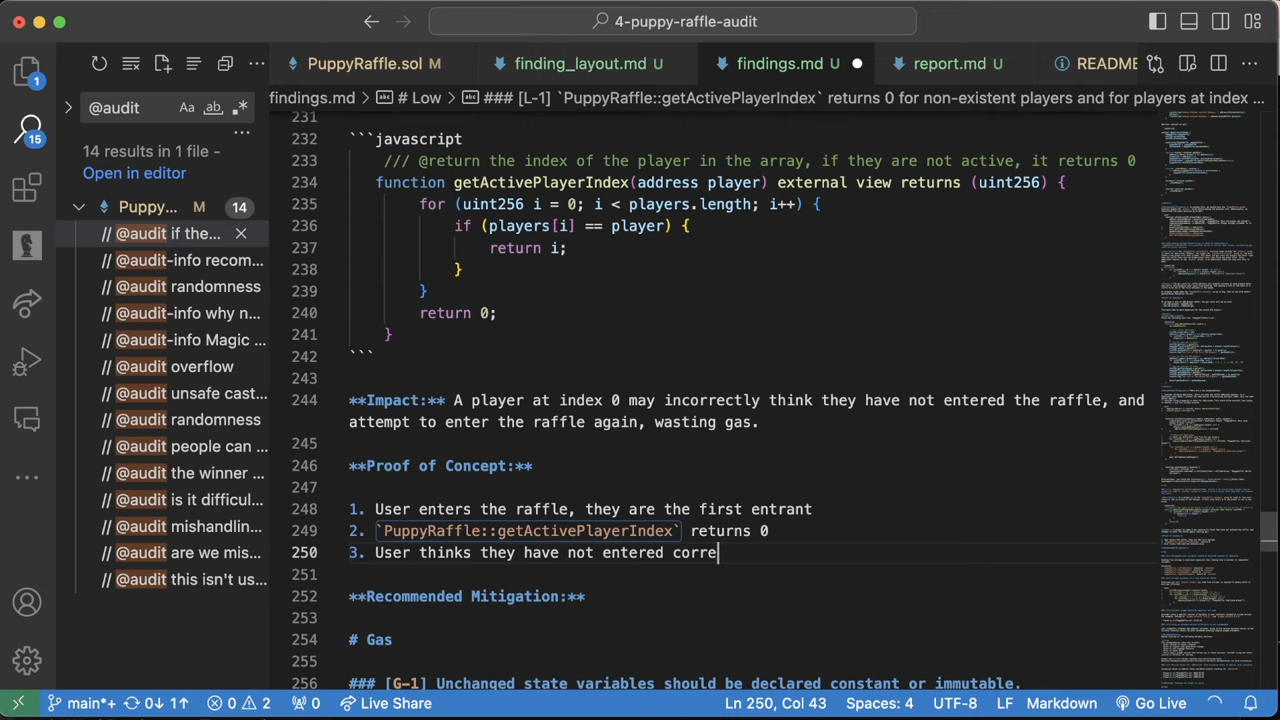 4-puppy-raffle-audit
PuppyRaffle.sol M
finding_layout.md U
findings.md U
report.md U
README
@audit
Aa
ab
findings.md > # Low > ### [L-1] `PuppyRaffle::getActivePlayerIndex` returns 0 for non-existent players and for players at index ...
14 results in 1 file -
Open in editor
Puppy... M 14
// @audit if the...
// @audit-info recom...
// @audit randomness
// @audit-info why n...
// @audit-info Magic ...
// @audit overflow
// @audit unsafe cast...
// @audit rarity is ...
// @audit people can ...
// @audit the winner ...
// @audit is it difficul...
// @audit mishandlin...
// @audit are we mis...
// @audit this isn't us...
1
15
231
232 ```javascript
233 /// @return the index of the player in the array, if they are not active, it returns 0
234 function getActivePlayerIndex(address player) external view returns (uint256) {
235 for (uint256 i = 0; i < players.length; i++) {
236 if (players[i] == player) {
237 return i;
238 }
239 }
240 return 0;
241 }
242 ```
243
244 **Impact:** A player at index 0 may incorrectly think they have not entered the raffle, and
attempt to enter the raffle again, wasting gas.
245
246 **Proof of Concept:**
247
248 1. User enters the raffle, they are the first entrant
249 2. `PuppyRaffle::getActivePlayerIndex` returns 0
250 3. User thinks they have not entered corre
251
252 **Recommended Mitigation:**
253
254 # Gas
255
256 ### [G-1] Unchanged state variables should be declared constant or immutable.
main*+ 0↓ 1↑ 0 2 0 Live Share
Ln 250, Col 43 Spaces: 4 UTF-8 LF Markdown Go Live